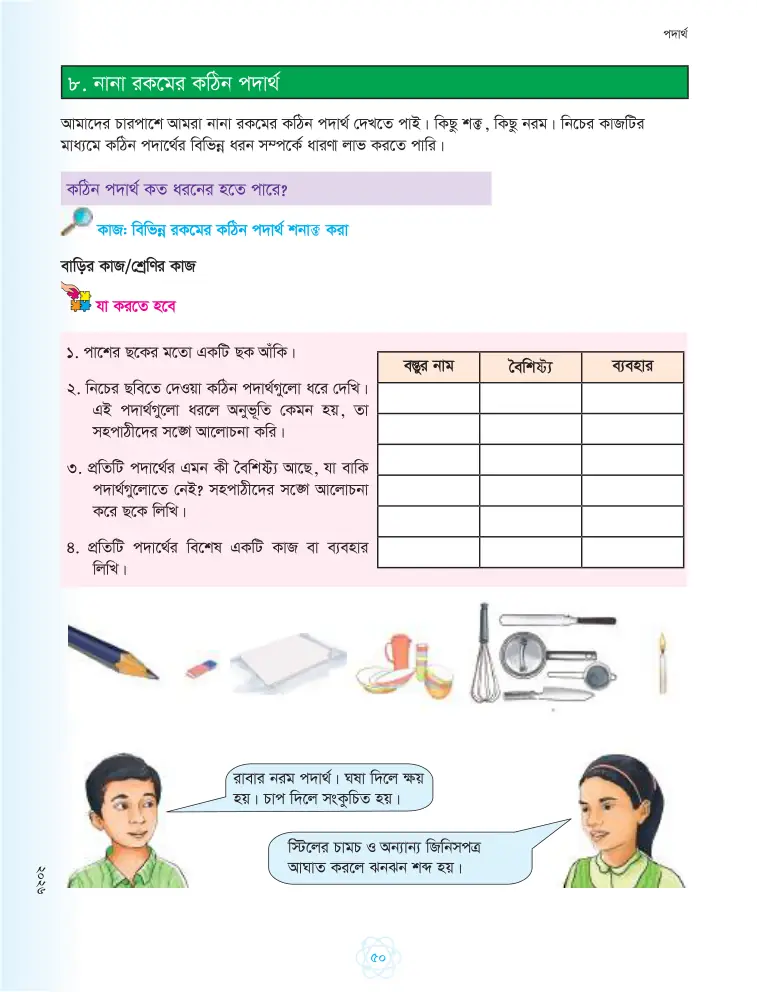 পদার্থ
৮. নানা রকমের কঠিন পদার্থ
আমাদের চারপাশে আমরা নানা রকমের কঠিন পদার্থ দেখতে পাই। কিছু শক্ত, কিছু নরম। নিচের কাজটির
মাধ্যমে কঠিন পদার্থের বিভিন্ন ধরন সম্পর্কে ধারণা লাভ করতে পারি।
কঠিন পদার্থ কত ধরনের হতে পারে?
কাজ: বিভিন্ন রকমের কঠিন পদার্থ শনাক্ত করা
বাড়ির কাজ/শ্রেণির কাজ
যা করতে হবে
১. পাশের ছকের মতো একটি ছক আঁকি।
২. নিচের ছবিতে দেওয়া কঠিন পদার্থগুলো ধরে দেখি।
এই পদার্থগুলো ধরলে অনুভূতি কেমন হয়, তা
সহপাঠীদের সঙ্গে আলোচনা করি।
৩. প্রতিটি পদার্থের এমন কী বৈশিষ্ট্য আছে, যা বাকি
পদার্থগুলোতে নেই? সহপাঠীদের সঙ্গে আলোচনা
করে ছকে লিখি।
৪. প্রতিটি পদার্থের বিশেষ একটি কাজ বা ব্যবহার
লিখি।
বস্তুর নাম বৈশিষ্ট্য ব্যবহার
রাবার নরম পদার্থ। ঘষা দিলে ক্ষয়
হয়। চাপ দিলে সংকুচিত হয়।
স্টিলের চামচ ও অন্যান্য জিনিসপত্র
আঘাত করলে ঝনঝন শব্দ হয়।
২০২৫
৫০